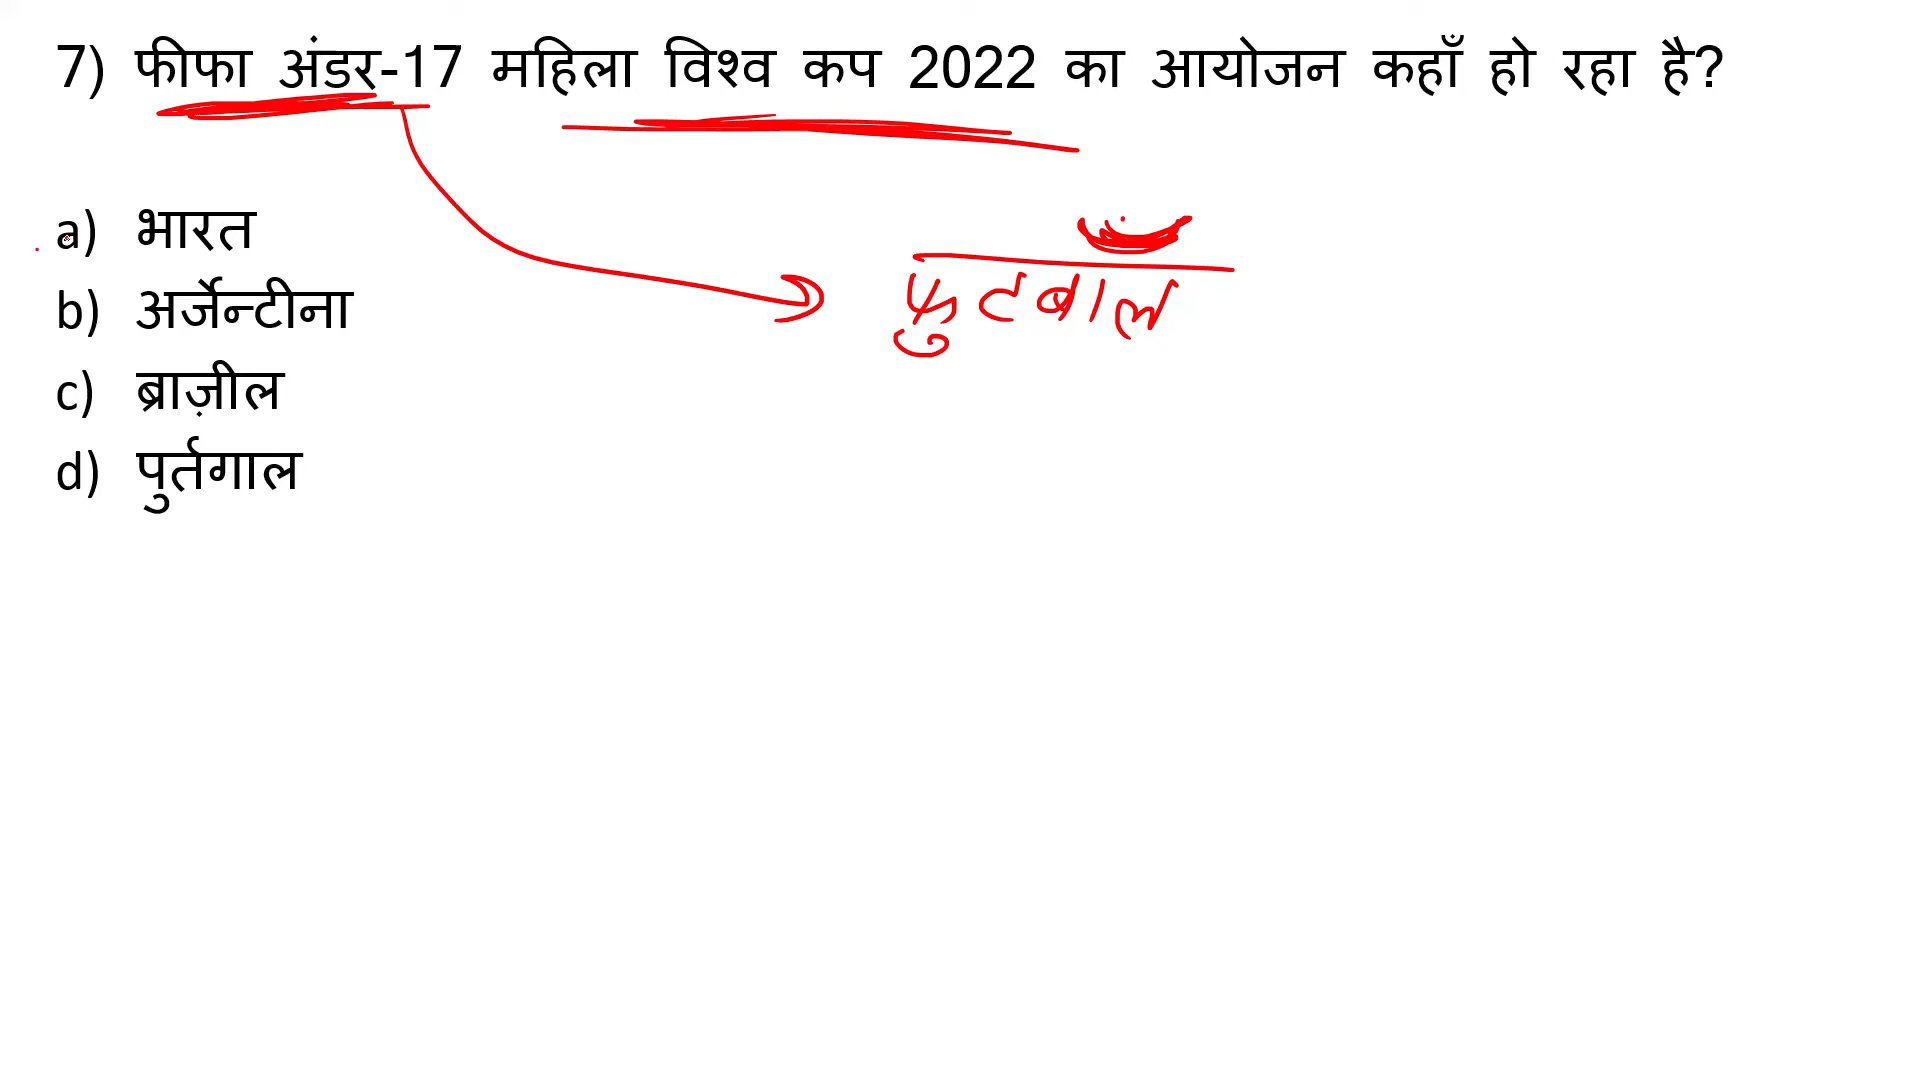 7) फीफा अंडर-17 महिला विश्व कप 2022 का आयोजन कहाँ हो रहा है?
a) भारत
फुटबॉल
b) अर्जेन्टीना
c) ब्राज़ील
d) पुर्तगाल